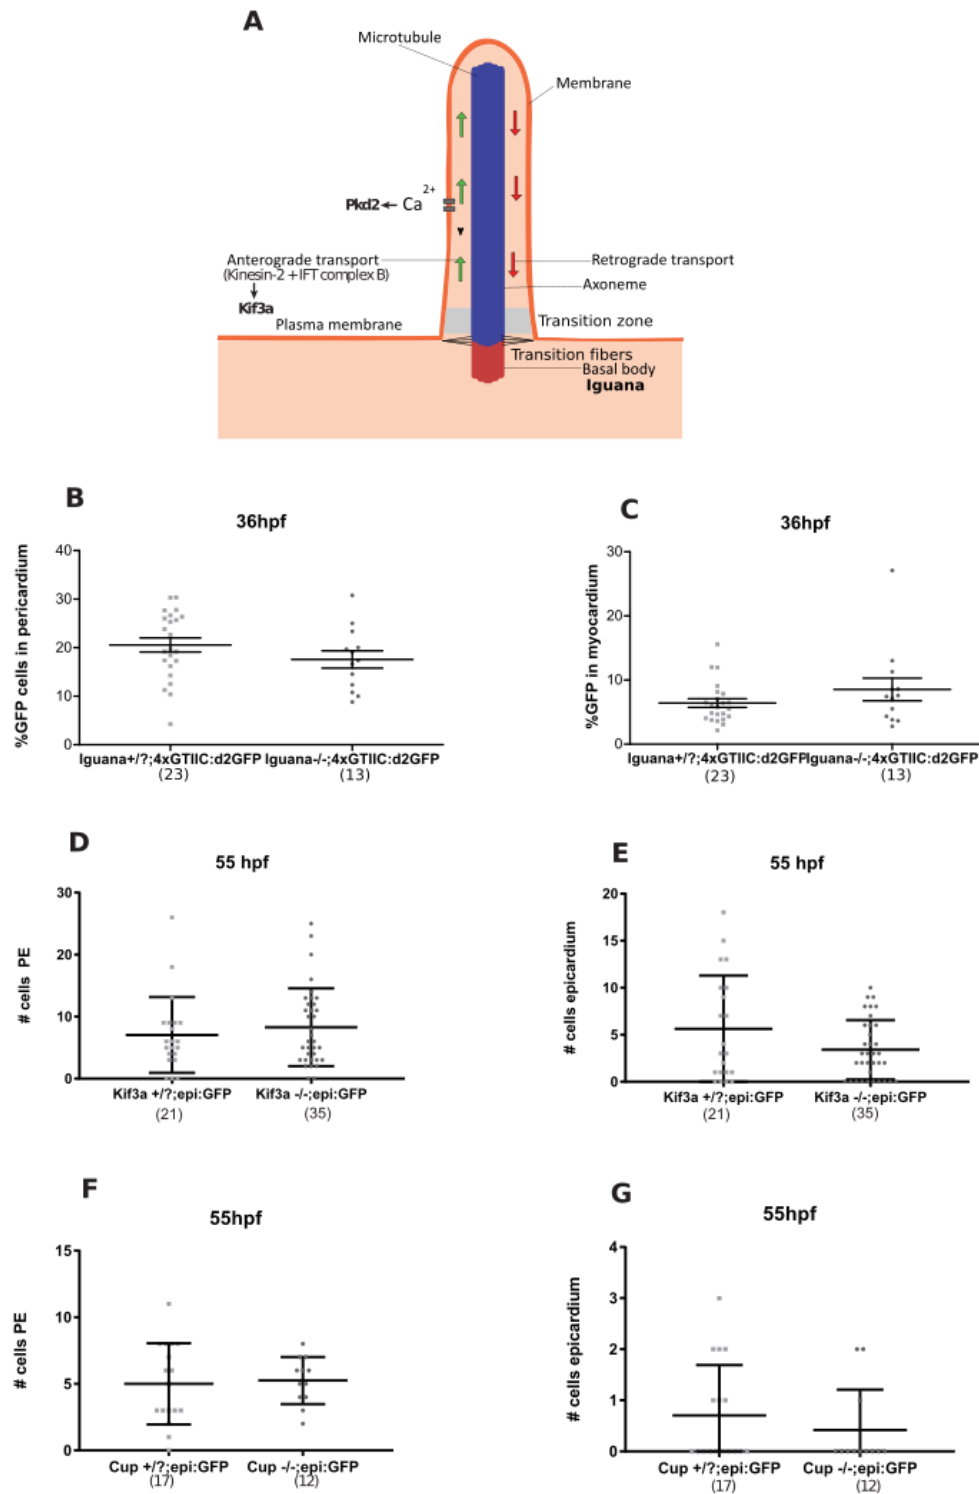 A
Microtubule
Membrane
Pkd2 Ca 2+
Anterograde transport
(Kinesin-2 + IFT complex B)
Kif3a
Retrograde transport
Axoneme
Plasma membrane
Transition zone
Transition fibers
Basal body
Iguana
B
36hpf
%GFP cells in pericardium
40
30
20
10
0
Iguana+/?;4xGTIIC:d2GFP Iguana-/-;4xGTIIC:d2GFP
(23) (13)
C
36hpf
%GFP in myocardium
30
20
10
0
Iguana+/?;4xGTIIC:d2GFP Iguana-/-;4xGTIIC:d2GFP
(23) (13)
D
55 hpf
# cells PE
30
20
10
0
Kif3a +/?;epi:GFP Kif3a -/-;epi:GFP
(21) (35)
E
55 hpf
# cells epicardium
20
15
10
5
0
Kif3a +/?;epi:GFP Kif3a -/-;epi:GFP
(21) (35)
F
55hpf
# cells PE
15
10
5
0
Cup +/?;epi:GFP Cup -/-;epi:GFP
(17) (12)
G
55hpf
# cells epicardium
4
3
2
1
0
Cup +/?;epi:GFP Cup -/-;epi:GFP
(17) (12)